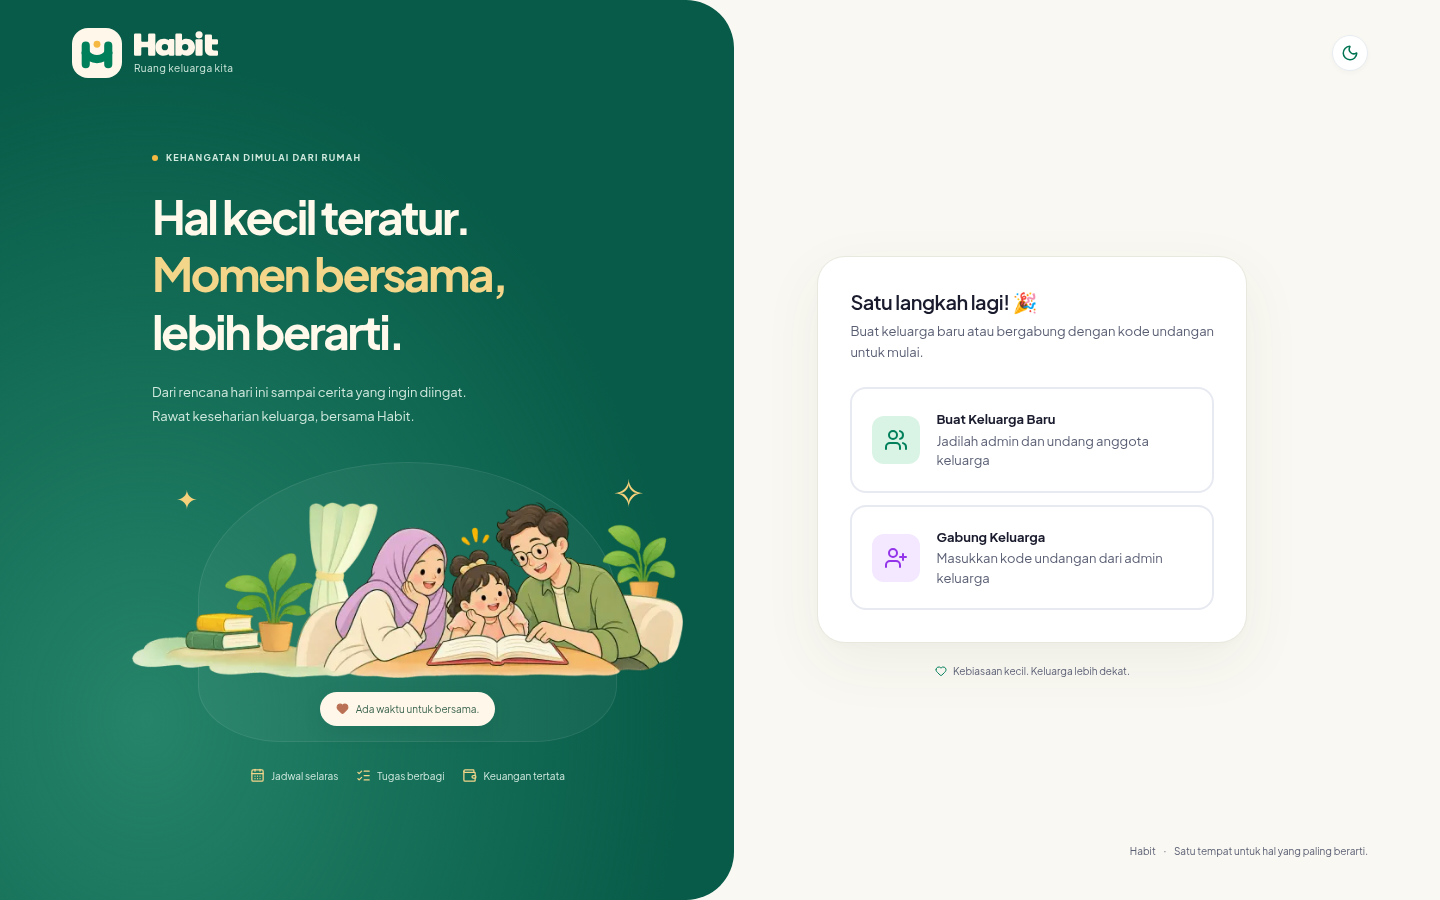 Habit
Ruang keluarga kita
KEHANGATAN DIMULAI DARI RUMAH
Hal kecil teratur.
Momen bersama,
lebih berarti.
Dari rencana hari ini sampai cerita yang ingin diingat.
Rawat keseharian keluarga, bersama Habit.
Ada waktu untuk bersama.
Jadwal selaras
Tugas berbagi
Keuangan tertata
Satu langkah lagi! 🎉
Buat keluarga baru atau bergabung dengan kode undangan
untuk mulai.
Buat Keluarga Baru
Jadilah admin dan undang anggota
keluarga
Gabung Keluarga
Masukkan kode undangan dari admin
keluarga
Kebiasaan kecil. Keluarga lebih dekat.
Habit · Satu tempat untuk hal yang paling berarti.